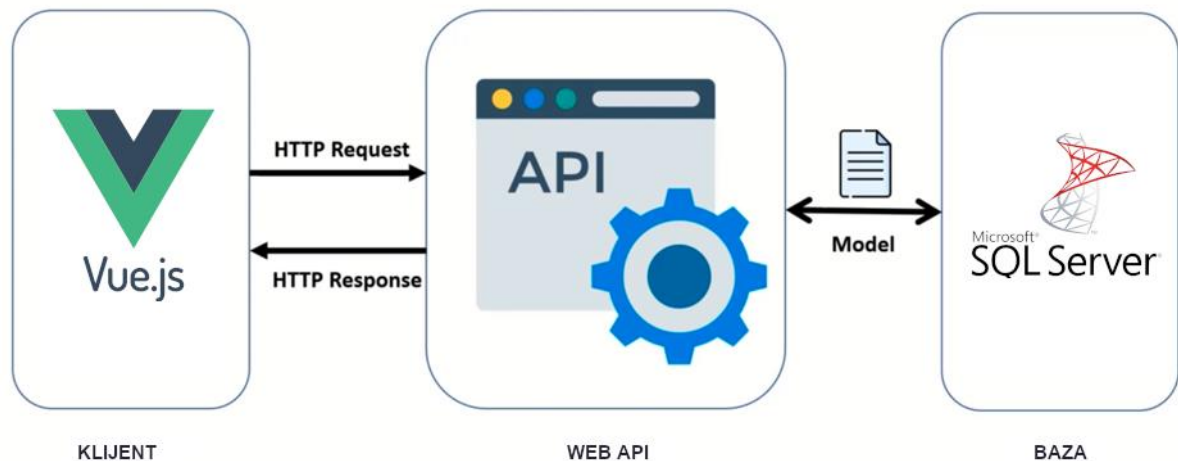 Vue.js
HTTP Request
HTTP Response
API
Model
Microsoft®
SQL Server
KLIJENT
WEB API
BAZA